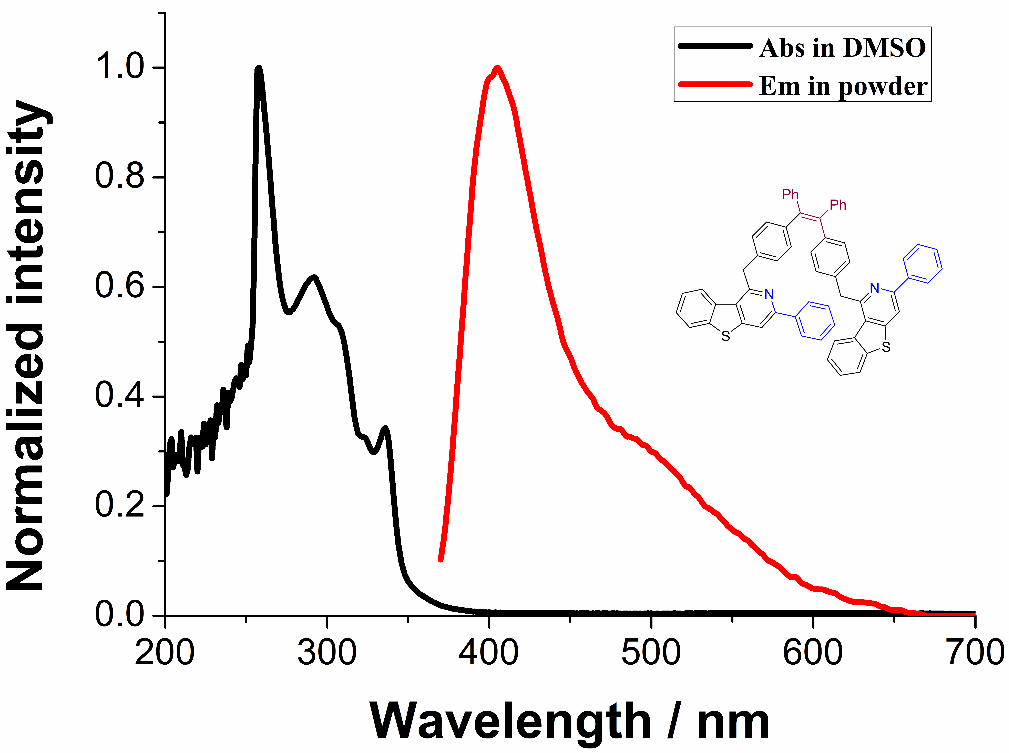 Abs in DMSO
Em in powder
1.0
0.8
0.6
0.4
0.2
0.0
Normalized intensity
Ph
Ph
N
S
N
S
200 300 400 500 600 700
Wavelength / nm